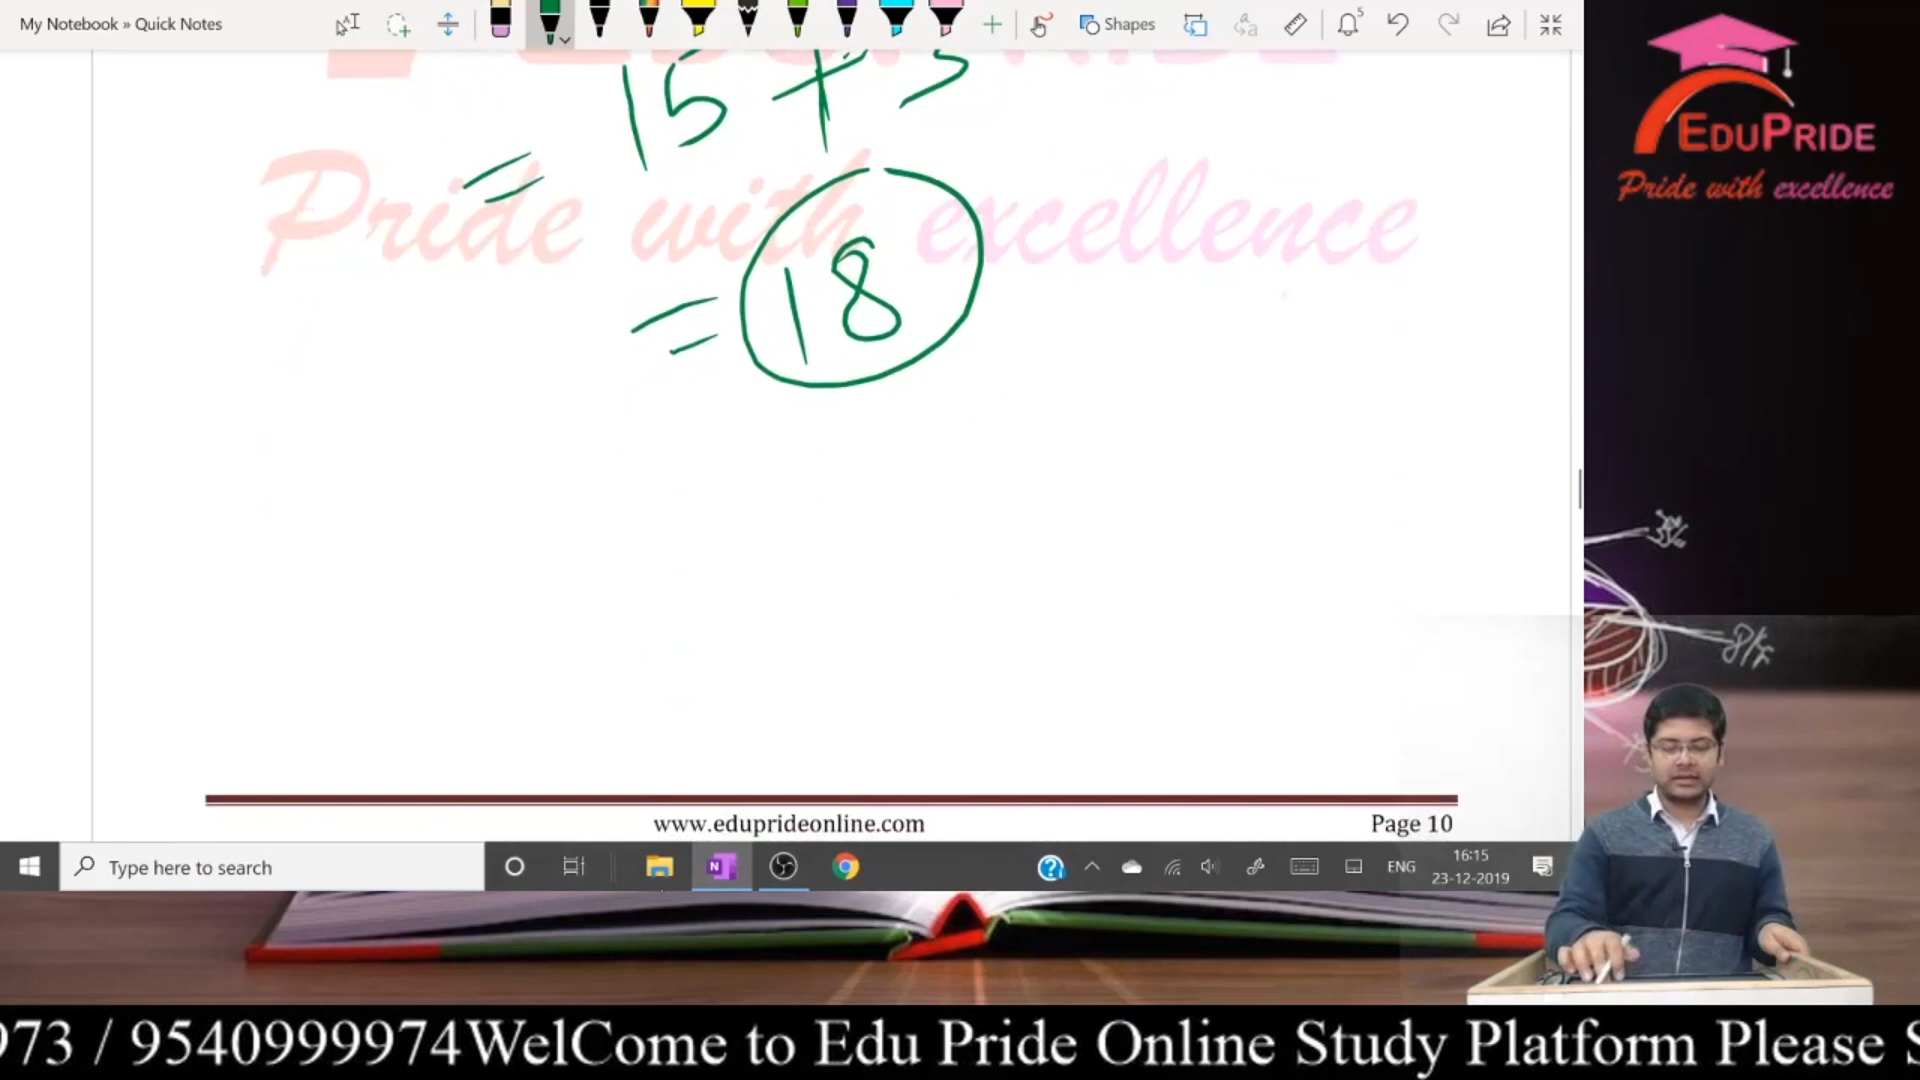 My Notebook » Quick Notes
Shapes
5
= 15 + 3
Pride with excellence
= 18
EDUPRIDE
Pride with excellence
www.eduprideonline.com
Page 10
Type here to search
ENG
16:15
23-12-2019
973 / 9540999974WelCome to Edu Pride Online Study Platform Please S